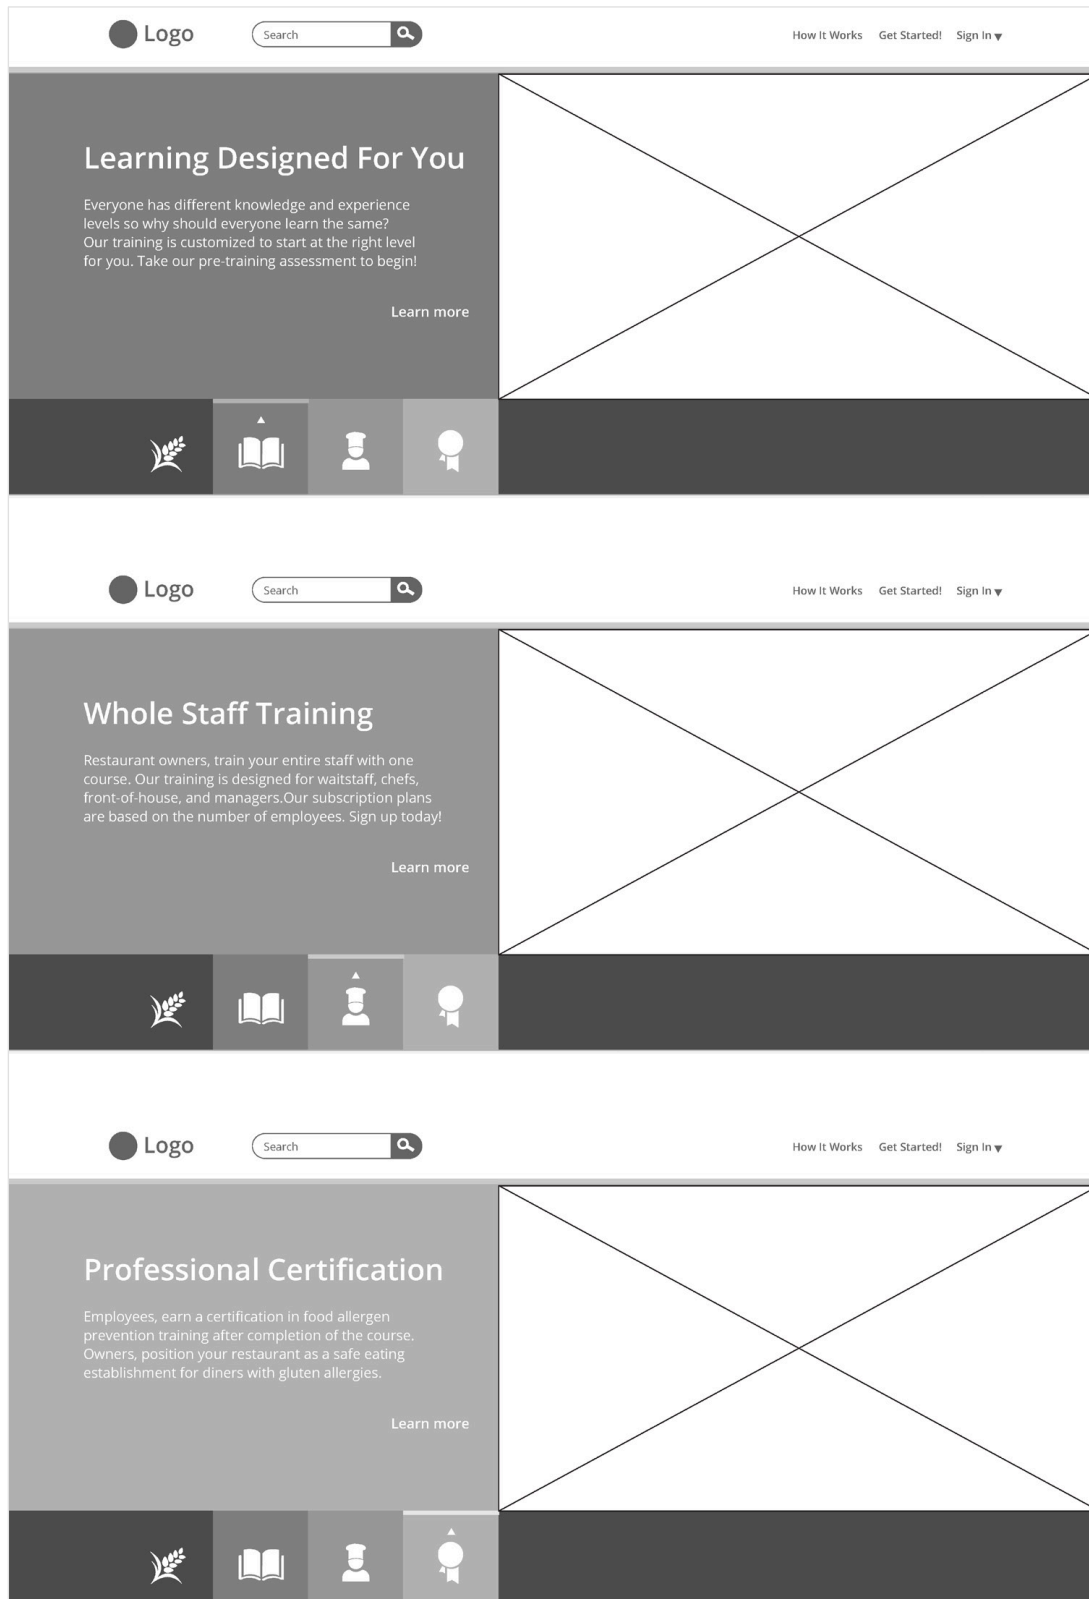 Logo
Search
How It Works Get Started! Sign In
Learning Designed For You
Everyone has different knowledge and experience
levels so why should everyone learn the same?
Our training is customized to start at the right level
for you. Take our pre-training assessment to begin!
Learn more
Logo
Search
How It Works Get Started! Sign In
Whole Staff Training
Restaurant owners, train your entire staff with one
course. Our training is designed for waitstaff, chefs,
front-of-house, and managers.Our subscription plans
are based on the number of employees. Sign up today!
Learn more
Logo
Search
How It Works Get Started! Sign In
Professional Certification
Employees, earn a certification in food allergen
prevention training after completion of the course.
Owners, position your restaurant as a safe eating
establishment for diners with gluten allergies.
Learn more